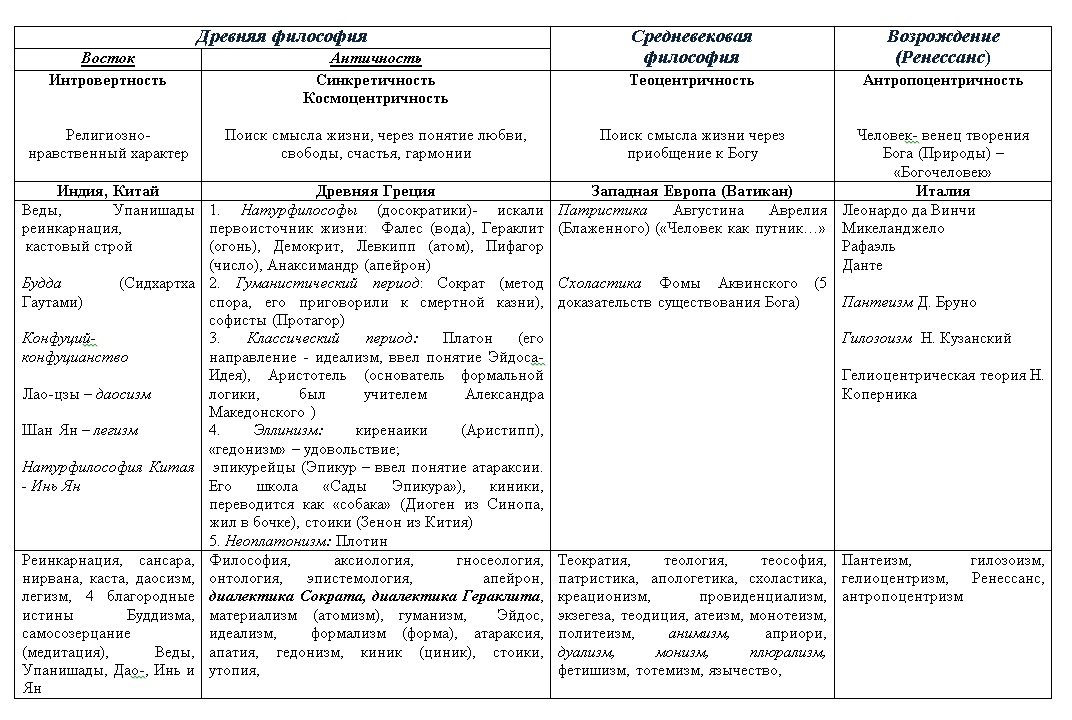 Древняя философия
Средневековая
философия
Возрождение
(Ренессанс)
Восток
Античность
Интровертность
Религиозно-
нравственный характер
Синкретичность
Космоцентричность
Поиск смысла жизни, через понятие любви,
свободы, счастья, гармонии
Теоцентричность
Поиск смысла жизни через
приобщение к Богу
Антропоцентричность
Человек- венец творения
Бога (Природы) –
«Богочеловек»
Индия, Китай
Древняя Греция
Западная Европа (Ватикан)
Италия
Веды, Упанишады
реинкарнация,
кастовый строй
Будда (Сидхартха
Гаутами)
Конфуций-
конфуцианство
Лао-цзы – даосизм
Шан Ян – легизм
Натурфилософия Китая
- Инь Ян
1. Натурфилософы (досократики)- искали
первоисточник жизни: Фалес (вода), Гераклит
(огонь), Демокрит, Левкипп (атом), Пифагор
(число), Анаксимандр (апейрон)
2. Гуманистический период: Сократ (метод
спора, его приговорили к смертной казни),
софисты (Протагор)
3. Классический период: Платон (его
направление - идеализм, ввел понятие Эйдоса-
Идея), Аристотель (основатель формальной
логики, был учителем Александра
Македонского )
4. Эллинизм: киренаики (Аристипп),
«гедонизм» – удовольствие;
эпикурейцы (Эпикур – ввел понятие атараксии.
Его школа «Сады Эпикура»), киники,
переводится как «собака» (Диоген из Синопа,
жил в бочке), стоики (Зенон из Кития)
5. Неоплатонизм: Плотин
Патристика Августина Аврелия
(Блаженного) («Человек как путник…»
Схоластика Фомы Аквинского (5
доказательств существования Бога)
Леонардо да Винчи
Микеланджело
Рафаэль
Данте
Пантеизм Д. Бруно
Гилозоизм Н. Кузанский
Гелиоцентрическая теория Н.
Коперника
Реинкарнация, сансара,
нирвана, каста, даосизм,
легизм, 4 благородные
истины Буддизма,
самосозерцание
(медитация), Веды,
Упанишады, Дао-, Инь и
Ян
Философия, аксиология, гносеология,
онтология, эпистемология, апейрон,
диалектика Сократа, диалектика Гераклита,
материализм (атомизм), гуманизм, Эйдос,
идеализм, формализм (форма), атараксия,
апатия, гедонизм, киник (циник), стоики,
утопия,
Теократия, теология, теософия,
патристика, апологетика, схоластика,
креационизм, провиденциализм,
экзегеза, теодиция, атеизм, монотеизм,
политеизм, анимизм, априори,
дуализм, монизм, плюрализм,
фетишизм, тотемизм, язычество,
Пантеизм, гилозоизм,
гелиоцентризм, Ренессанс,
антропоцентризм